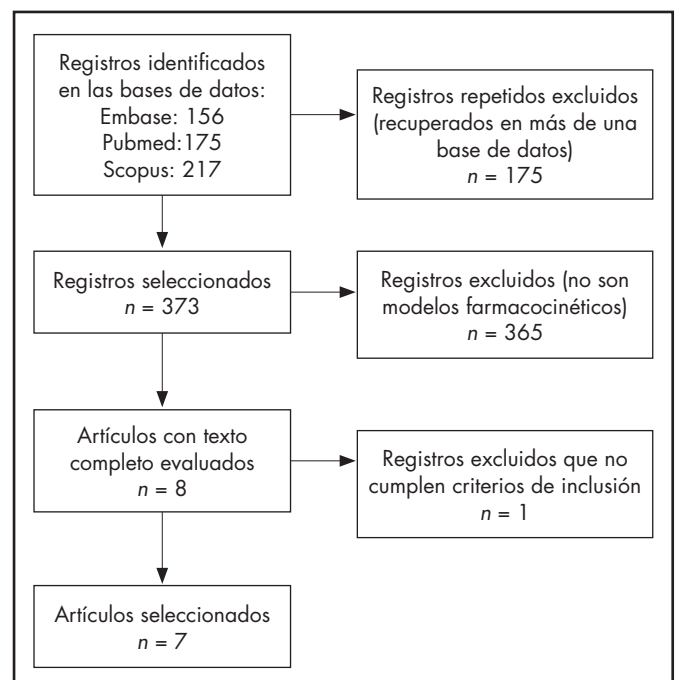 Registros identificados
en las bases de datos:
Embase: 156
Pubmed:175
Scopus: 217
Registros repetidos excluidos
(recuperados en más de una
base de datos)
n = 175
Registros seleccionados
n = 373
Registros excluidos (no son
modelos farmacocinéticos)
n = 365
Artículos con texto
completo evaluados
n = 8
Registros excluidos que no
cumplen criterios de inclusión
n = 1
Artículos seleccionados
n = 7